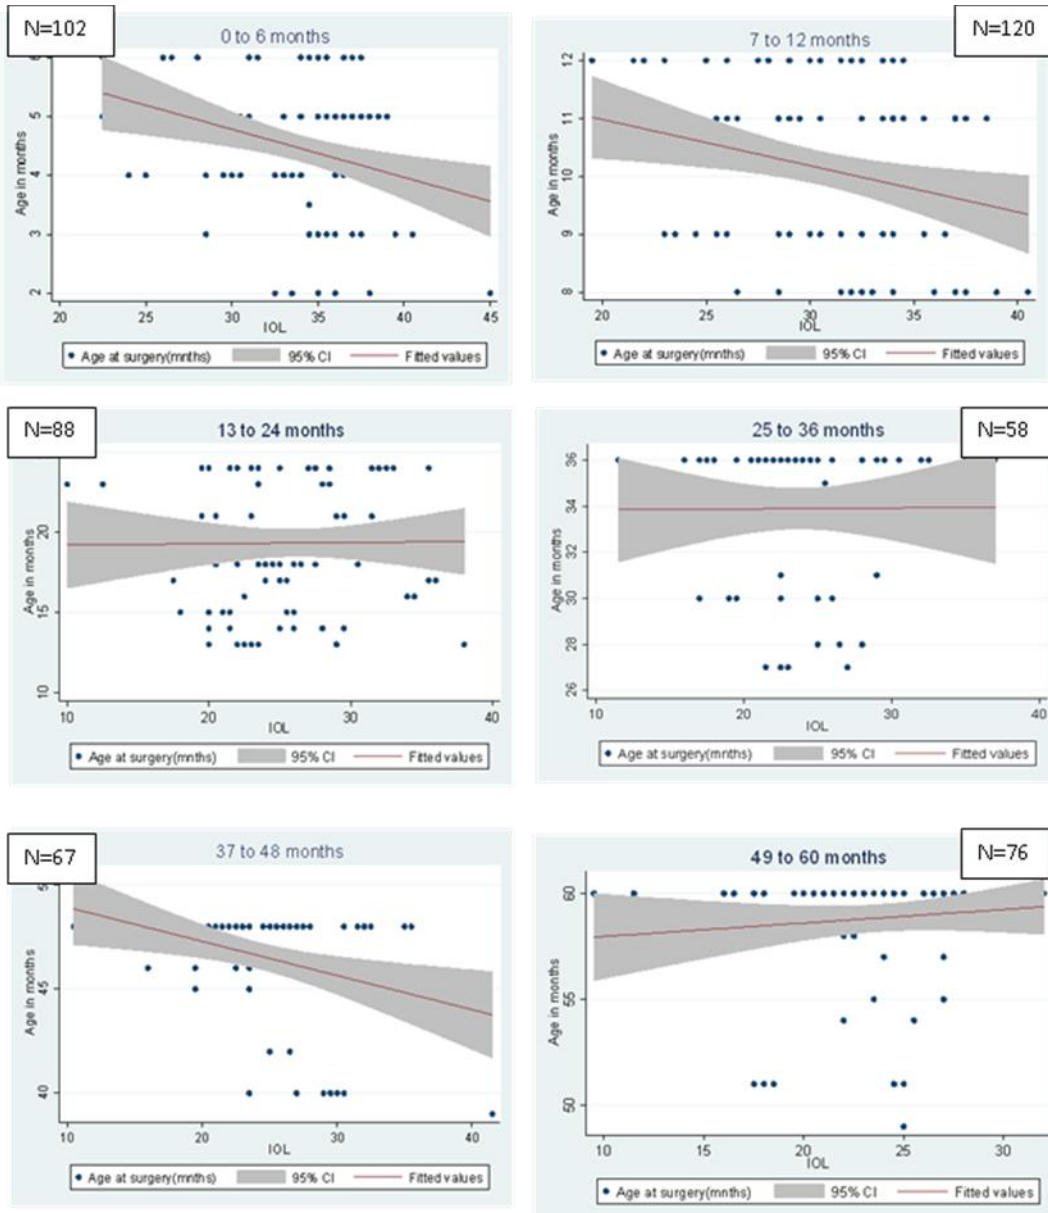 N=102
0 to 6 months
Age in months
2 3 4 5 6
20 25 30 35 40 45
IOL
Age at surgery(mnths) 95% CI Fitted values
N=120
7 to 12 months
Age in months
8 9 10 11 12
20 25 30 35 40
IOL
Age at surgery(mnths) 95% CI Fitted values
N=88
13 to 24 months
Age in months
10 15 20
10 20 30 40
IOL
Age at surgery(mnths) 95% CI Fitted values
N=58
25 to 36 months
Age in months
26 28 30 32 34 36
10 20 30 40
IOL
Age at surgery(mnths) 95% CI Fitted values
N=67
37 to 48 months
Age in months
40 45
10 20 30 40
IOL
Age at surgery(mnths) 95% CI Fitted values
N=76
49 to 60 months
Age in months
50 55 60
10 15 20 25 30
IOL
Age at surgery(mnths) 95% CI Fitted values